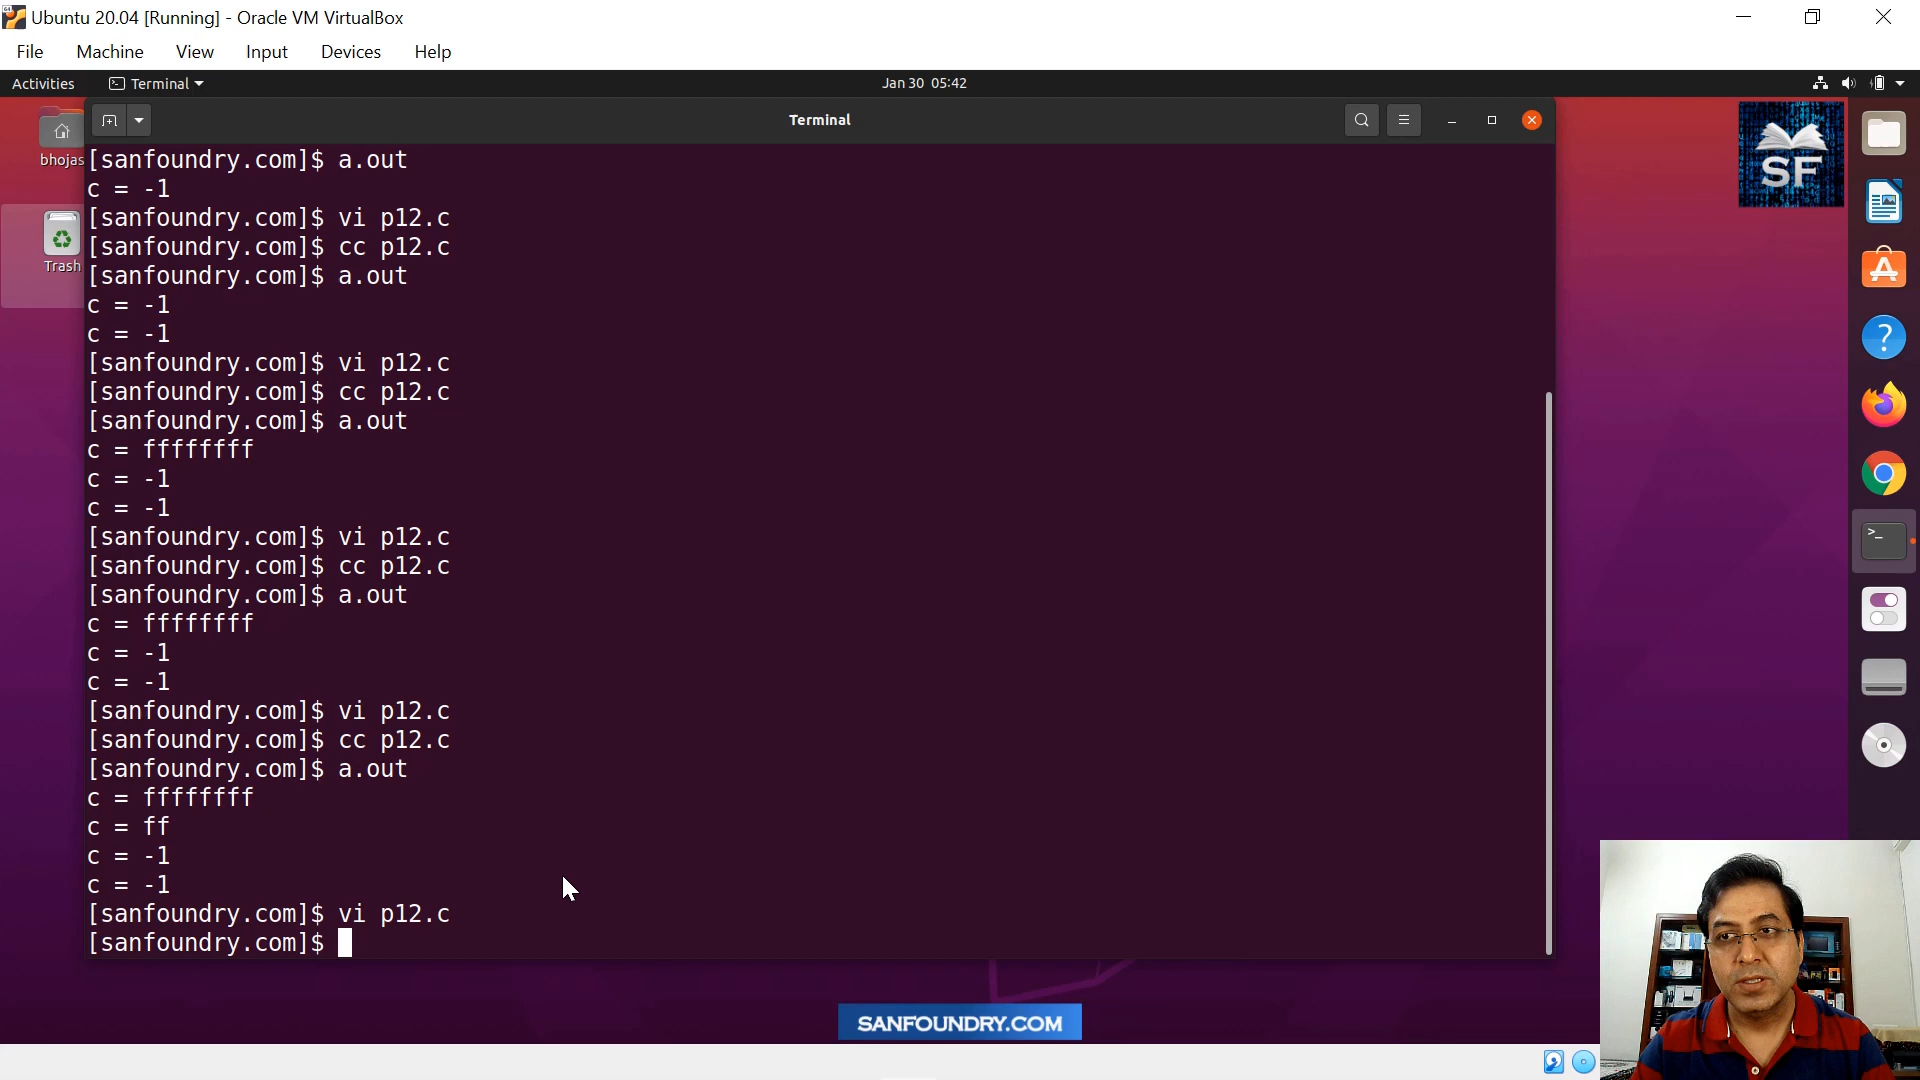 Ubuntu 20.04 [Running] - Oracle VM VirtualBox
File Machine View Input Devices Help
Activities Terminal Jan 30 05:42
Terminal
bhojas
Trash
SF
[sanfoundry.com]$ a.out
c = -1
[sanfoundry.com]$ vi p12.c
[sanfoundry.com]$ cc p12.c
[sanfoundry.com]$ a.out
c = -1
c = -1
[sanfoundry.com]$ vi p12.c
[sanfoundry.com]$ cc p12.c
[sanfoundry.com]$ a.out
c = ffffffff
c = -1
c = -1
[sanfoundry.com]$ vi p12.c
[sanfoundry.com]$ cc p12.c
[sanfoundry.com]$ a.out
c = ffffffff
c = -1
c = -1
[sanfoundry.com]$ vi p12.c
[sanfoundry.com]$ cc p12.c
[sanfoundry.com]$ a.out
c = ffffffff
c = ff
c = -1
c = -1
[sanfoundry.com]$ vi p12.c
[sanfoundry.com]$
SANFOUNDRY.COM